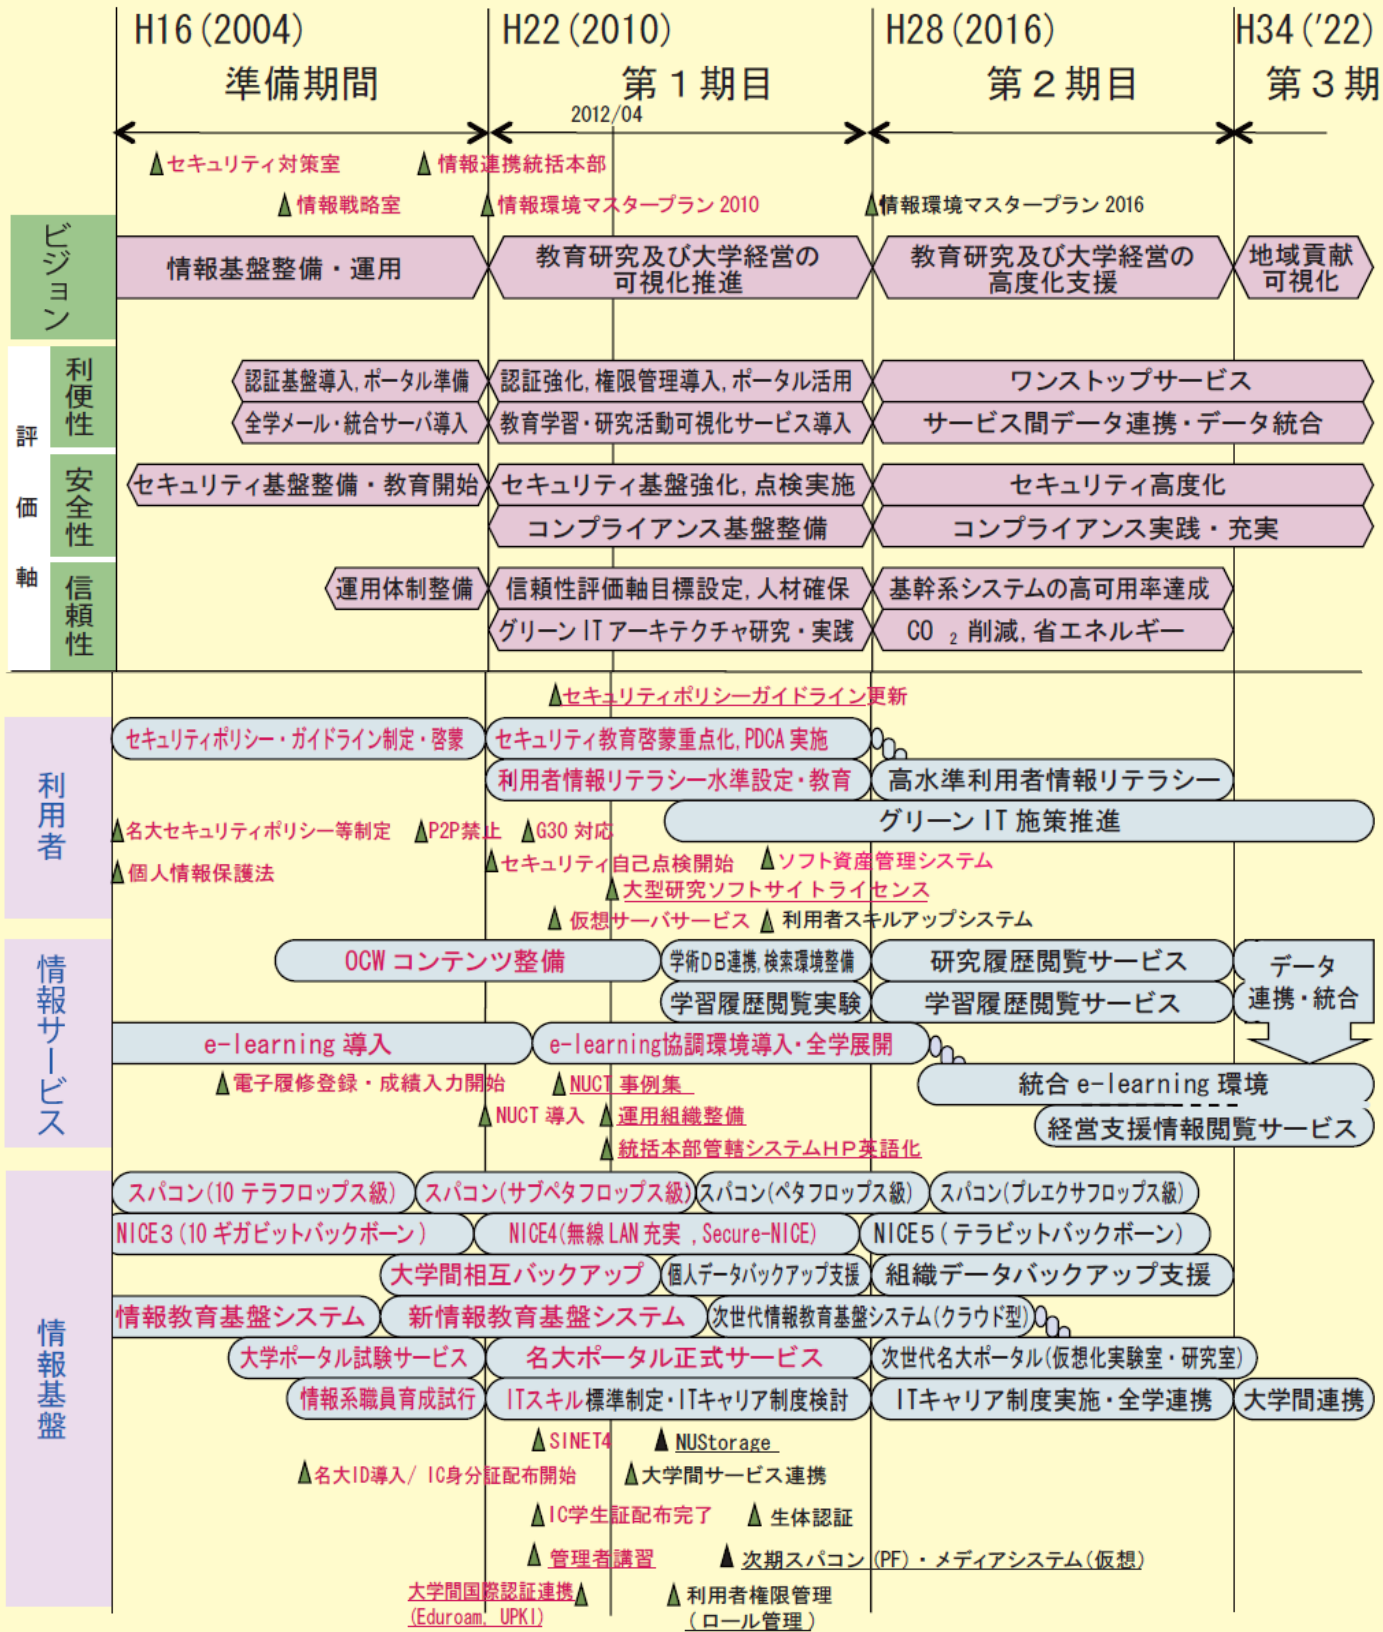 H16(2004)
H22(2010)
H28(2016)
H34('22)
準備期間
第1期目
第2期目
第3期
2012/04
セキュリティ対策室
情報連携統括本部
情報戦略室
情報環境マスタープラン 2010
情報環境マスタープラン 2016
ビジョン
情報基盤整備・運用
教育研究及び大学経営の
可視化推進
教育研究及び大学経営の
高度化支援
地域貢献
可視化
評価軸
利便性
認証基盤導入, ポータル準備
認証強化, 権限管理導入, ポータル活用
ワンストップサービス
全学メール・統合サーバ導入
教育学習・研究活動可視化サービス導入
サービス間データ連携・データ統合
安全性
セキュリティ基盤整備・教育開始
セキュリティ基盤強化, 点検実施
セキュリティ高度化
コンプライアンス基盤整備
コンプライアンス実践・充実
信頼性
運用体制整備
信頼性評価軸目標設定, 人材確保
基幹系システムの高可用率達成
グリーン IT アーキテクチャ研究・実践
CO 2 削減, 省エネルギー
セキュリティポリシーガイドライン更新
利用者
セキュリティポリシー・ガイドライン制定・啓蒙
セキュリティ教育啓蒙重点化, PDCA 実施
利用者情報リテラシー水準設定・教育
高水準利用者情報リテラシー
グリーン IT 施策推進
名大セキュリティポリシー等制定
P2P禁止
G30 対応
個人情報保護法
セキュリティ自己点検開始
ソフト資産管理システム
大型研究ソフトサイトライセンス
仮想サーバサービス
利用者スキルアップシステム
情報サービス
OCW コンテンツ整備
学術DB連携, 検索環境整備
研究履歴閲覧サービス
データ
連携・統合
学習履歴閲覧実験
学習履歴閲覧サービス
e-learning 導入
e-learning協調環境導入・全学展開
電子履修登録・成績入力開始
NUCT 事例集
統合 e-learning 環境
NUCT 導入
運用組織整備
経営支援情報閲覧サービス
統括本部管轄システムHP英語化
情報基盤
スパコン(10 テラフロップス級)
スパコン(サブペタフロップス級)
スパコン(ペタフロップス級)
スパコン(プレエクサフロップス級)
NICE3(10 ギガビットバックボーン)
NICE4(無線 LAN 充実 , Secure-NICE)
NICE5(テラビットバックボーン)
大学間相互バックアップ
個人データバックアップ支援
組織データバックアップ支援
情報教育基盤システム
新情報教育基盤システム
次世代情報教育基盤システム(クラウド型)
大学ポータル試験サービス
名大ポータル正式サービス
次世代名大ポータル(仮想化実験室・研究室)
情報系職員育成試行
ITスキル標準制定・ITキャリア制度検討
ITキャリア制度実施・全学連携
大学間連携
SINET4
NUStorage
名大ID導入/ IC身分証配布開始
大学間サービス連携
IC学生証配布完了
生体認証
管理者講習
次期スパコン(PF)・メディアシステム(仮想)
大学間国際認証連携
(Eduroam, UPKI)
利用者権限管理
(ロール管理)